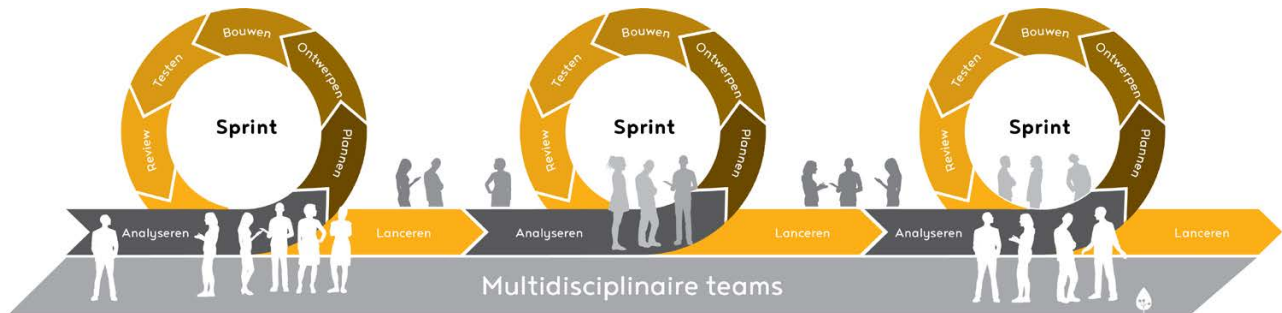 Analyseren
Plannen
Ontwerpen
Bouwen
Testen
Review
Sprint
Lanceren
Analyseren
Plannen
Ontwerpen
Bouwen
Testen
Review
Sprint
Lanceren
Analyseren
Plannen
Ontwerpen
Bouwen
Testen
Review
Sprint
Lanceren
Multidisciplinaire teams